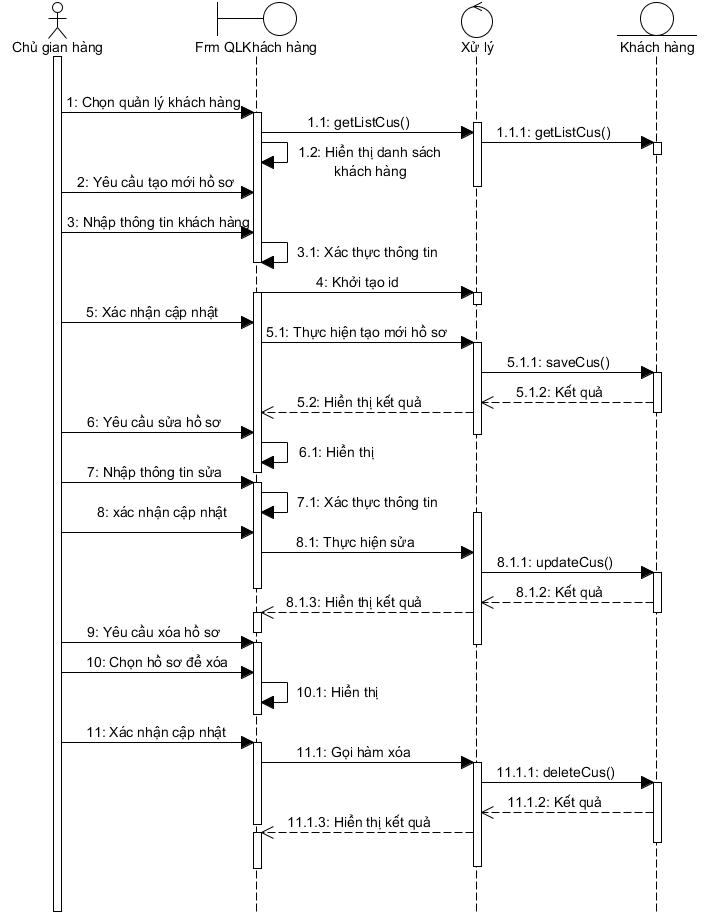 Chủ gian hàng
Frm QLKhách hàng
Xử lý
Khách hàng
1: Chọn quản lý khách hàng
1.1: getListCus()
1.1.1: getListCus()
1.2: Hiển thị danh sách
khách hàng
2: Yêu cầu tạo mới hồ sơ
3: Nhập thông tin khách hàng
3.1: Xác thực thông tin
4: Khởi tạo id
5: Xác nhận cập nhật
5.1: Thực hiện tạo mới hồ sơ
5.1.1: saveCus()
5.1.2: Kết quả
5.2: Hiển thị kết quả
6: Yêu cầu sửa hồ sơ
6.1: Hiển thị
7: Nhập thông tin sửa
7.1: Xác thực thông tin
8: xác nhận cập nhật
8.1: Thực hiện sửa
8.1.1: updateCus()
8.1.2: Kết quả
8.1.3: Hiển thị kết quả
9: Yêu cầu xóa hồ sơ
10: Chọn hồ sơ để xóa
10.1: Hiển thị
11: Xác nhận cập nhật
11.1: Gọi hàm xóa
11.1.1: deleteCus()
11.1.2: Kết quả
11.1.3: Hiển thị kết quả